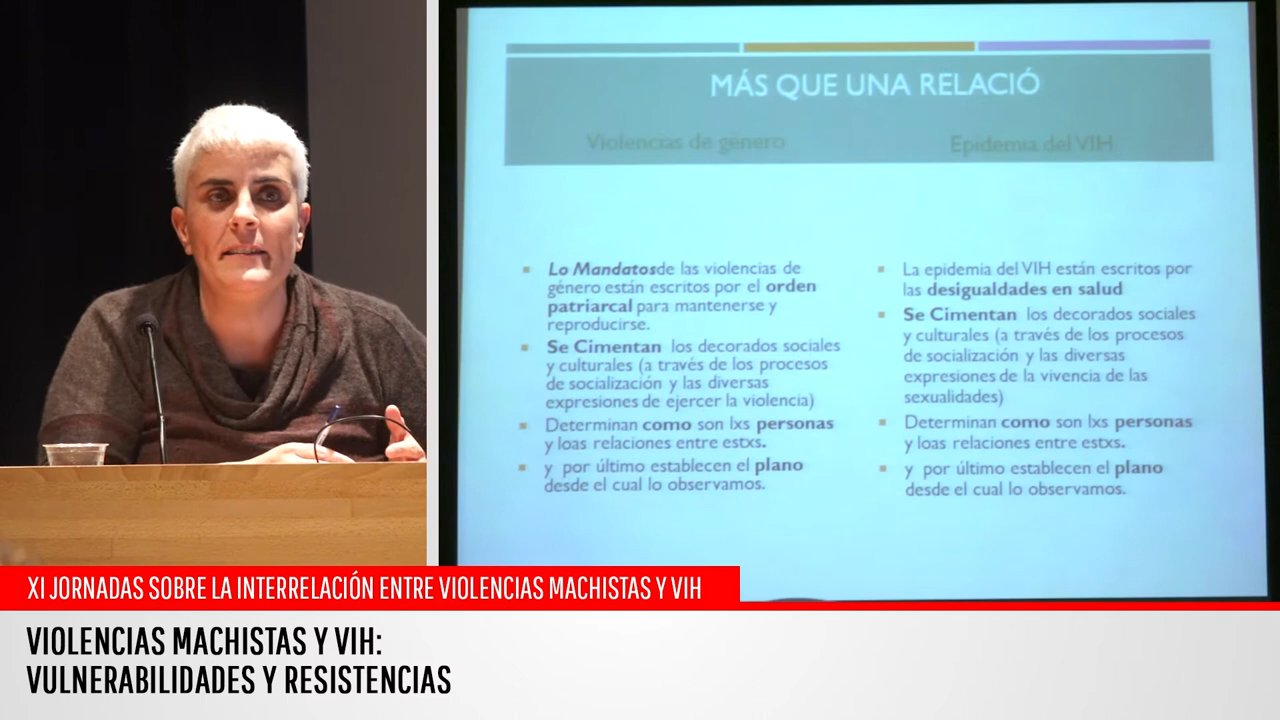 MÁS QUE UNA RELACIÓ
Violencias de género
Epidemia del VIH
Lo Mandatosde las violencias de
género están escritos por el orden
patriarcal para mantenerse y
reproducirse.
Se Cimentan los decorados sociales
y culturales (a través de los procesos
de socialización y las diversas
expresiones de ejercer la violencia)
Determinan como son lxs personas
y loas relaciones entre estxs.
y por último establecen el plano
desde el cual lo observamos.
La epidemia del VIH están escritos por
las desigualdades en salud
Se Cimentan los decorados sociales
y culturales (a través de los procesos
de socialización y las diversas
expresiones de la vivencia de las
sexualidades)
Determinan como son lxs personas
y loas relaciones entre estxs.
y por último establecen el plano
desde el cual lo observamos.
XI JORNADAS SOBRE LA INTERRELACIÓN ENTRE VIOLENCIAS MACHISTAS Y VIH
VIOLENCIAS MACHISTAS Y VIH:
VULNERABILIDADES Y RESISTENCIAS